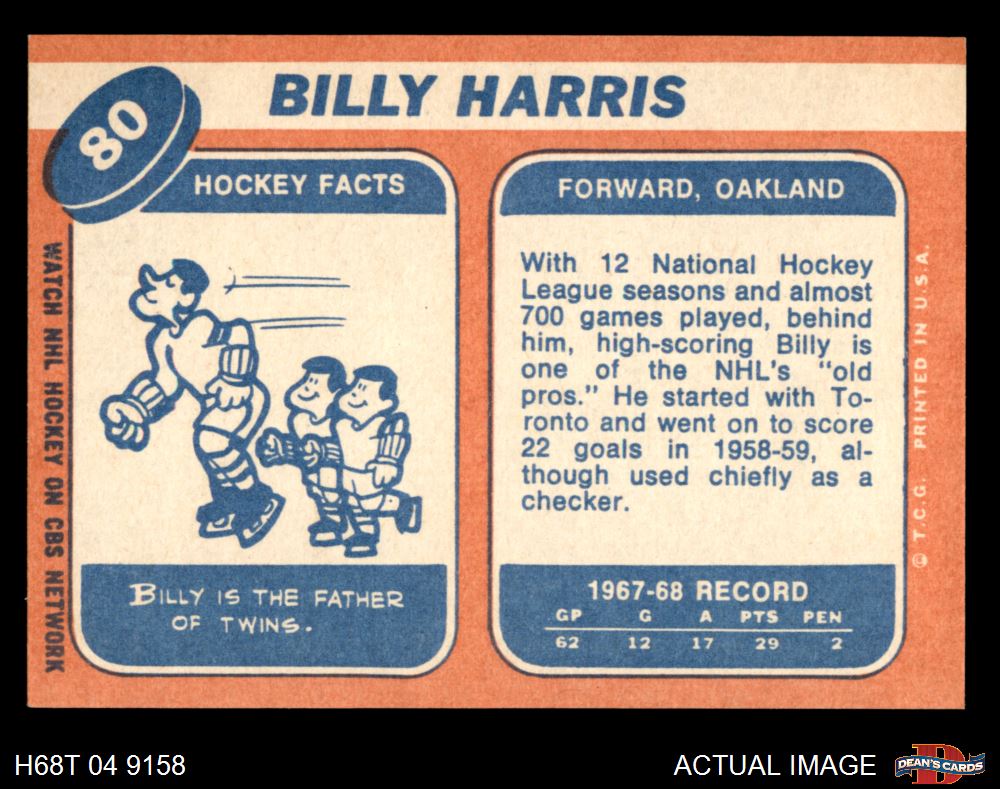 80
BILLY HARRIS
HOCKEY FACTS
BILLY IS THE FATHER
OF TWINS.
WATCH NHL HOCKEY ON CBS NETWORK
FORWARD, OAKLAND
With 12 National Hockey
League seasons and almost
700 games played, behind
him, high-scoring Billy is
one of the NHL's "old
pros." He started with To-
ronto and went on to score
22 goals in 1958-59, al-
though used chiefly as a
checker.
1967-68 RECORD
GP G A PTS PEN
62 12 17 29 2
© T.C.G. PRINTED IN U.S.A.
H68T 04 9158
ACTUAL IMAGE
D
DEAN'S CARDS